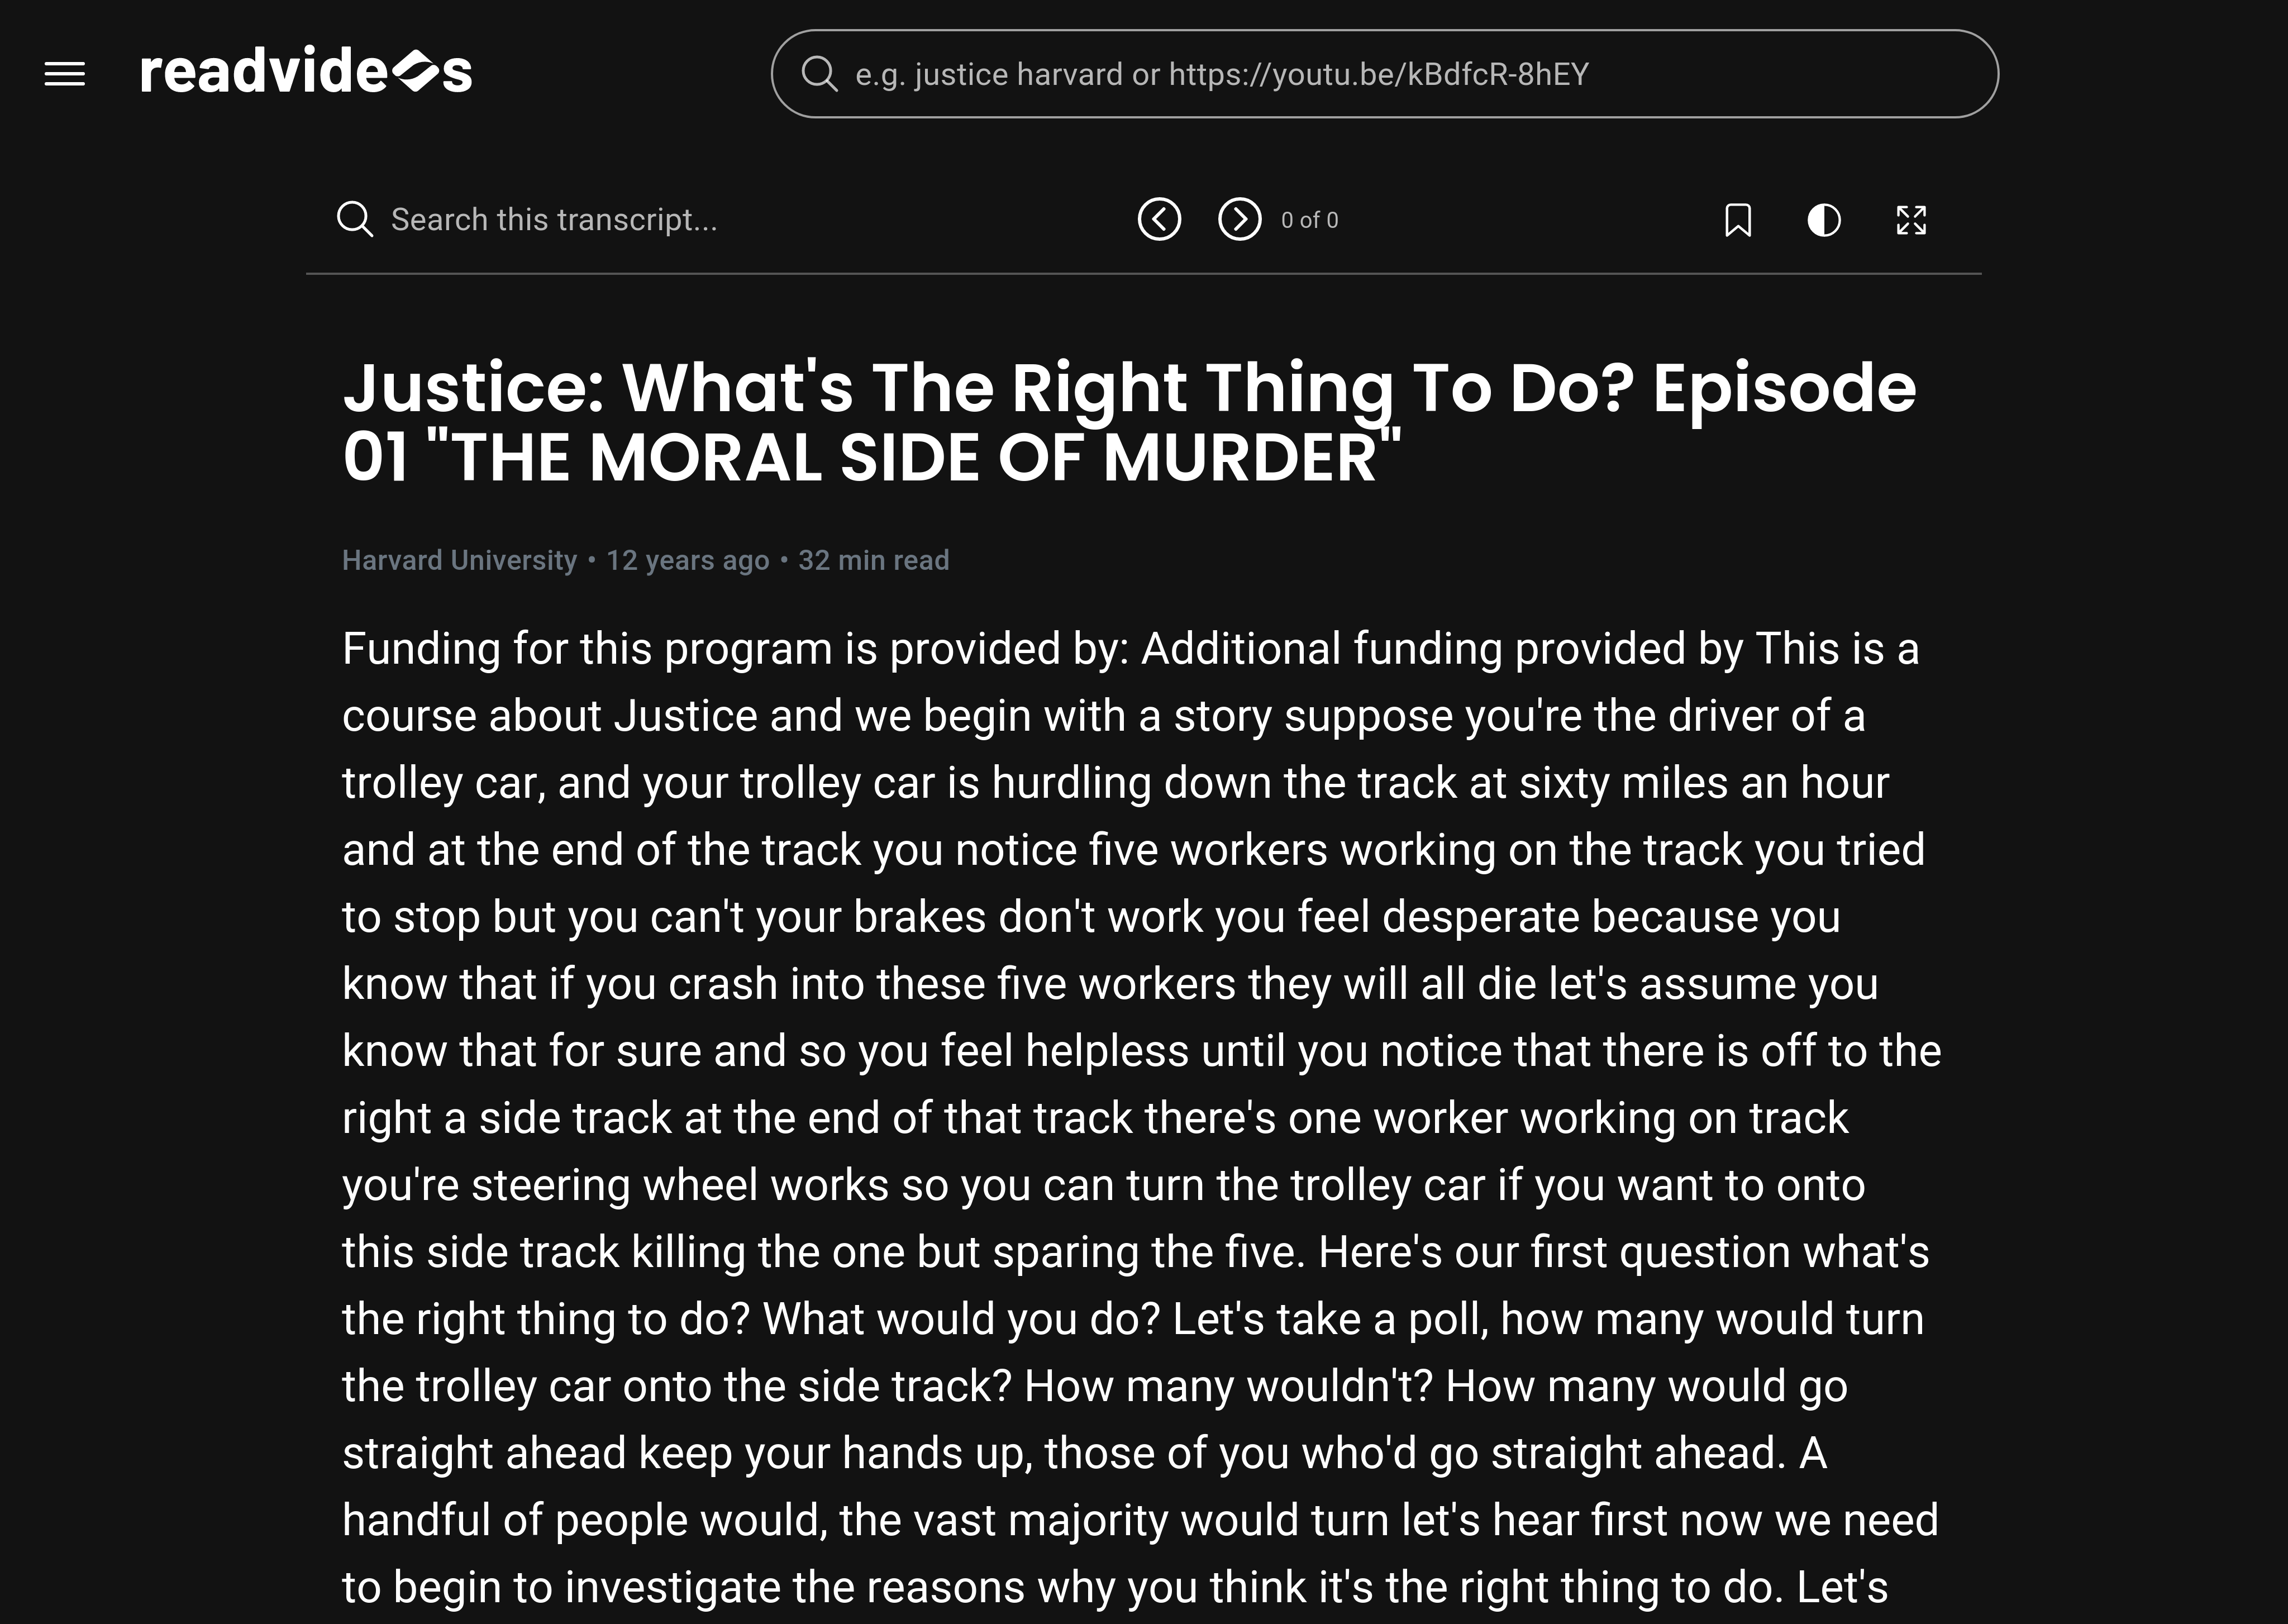 readvideos
e.g. justice harvard or https://youtu.be/kBdfcR-8hEY
Search this transcript...
0 of 0
Justice: What's The Right Thing To Do? Episode
01 "THE MORAL SIDE OF MURDER"
Harvard University • 12 years ago • 32 min read
Funding for this program is provided by: Additional funding provided by This is a
course about Justice and we begin with a story suppose you're the driver of a
trolley car, and your trolley car is hurdling down the track at sixty miles an hour
and at the end of the track you notice five workers working on the track you tried
to stop but you can't your brakes don't work you feel desperate because you
know that if you crash into these five workers they will all die let's assume you
know that for sure and so you feel helpless until you notice that there is off to the
right a side track at the end of that track there's one worker working on track
you're steering wheel works so you can turn the trolley car if you want to onto
this side track killing the one but sparing the five. Here's our first question what's
the right thing to do? What would you do? Let's take a poll, how many would turn
the trolley car onto the side track? How many wouldn't? How many would go
straight ahead keep your hands up, those of you who'd go straight ahead. A
handful of people would, the vast majority would turn let's hear first now we need
to begin to investigate the reasons why you think it's the right thing to do. Let's